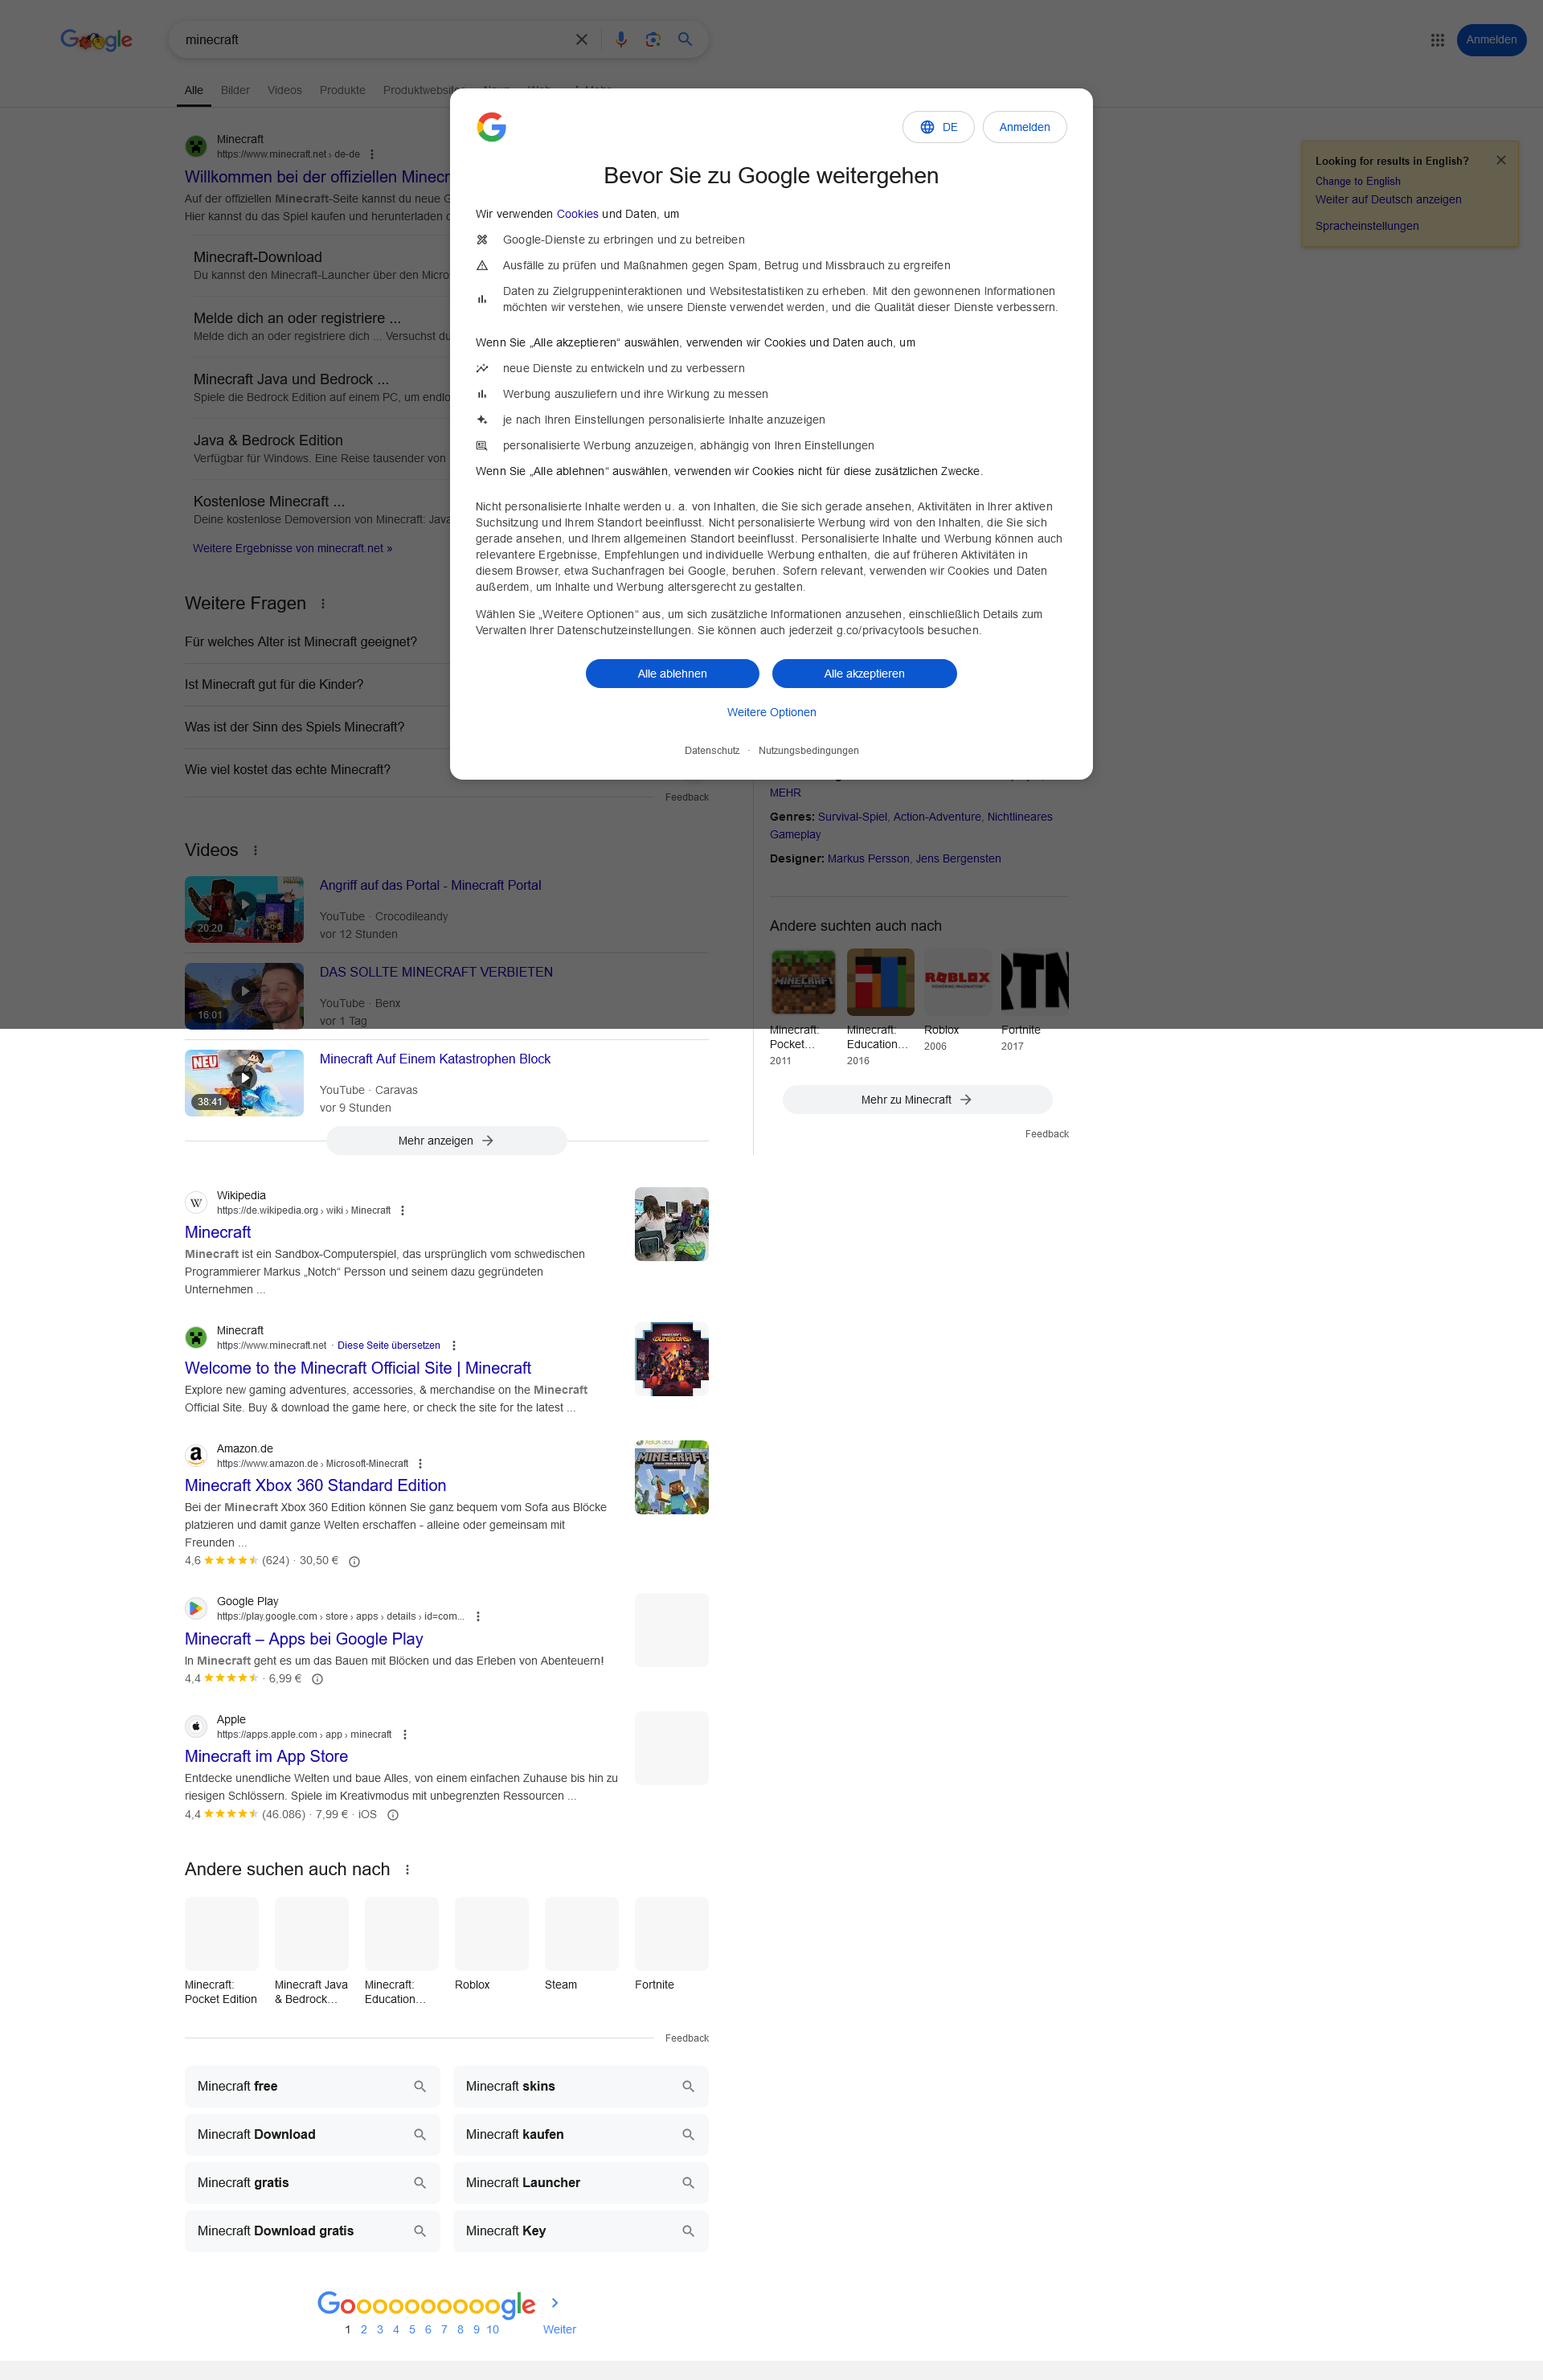 Google
minecraft
Anmelden
Alle
Bilder
Videos
Produkte
DE
Anmelden
Bevor Sie zu Google weitergehen
Wir verwenden Cookies und Daten, um
Google-Dienste zu erbringen und zu betreiben
Ausfälle zu prüfen und Maßnahmen gegen Spam, Betrug und Missbrauch zu ergreifen
Daten zu Zielgruppeninteraktionen und Websitestatistiken zu erheben. Mit den gewonnenen Informationen
möchten wir verstehen, wie unsere Dienste verwendet werden, und die Qualität dieser Dienste verbessern.
Wenn Sie „Alle akzeptieren“ auswählen, verwenden wir Cookies und Daten auch, um
neue Dienste zu entwickeln und zu verbessern
Werbung auszuliefern und ihre Wirkung zu messen
je nach Ihren Einstellungen personalisierte Inhalte anzuzeigen
personalisierte Werbung anzuzeigen, abhängig von Ihren Einstellungen
Wenn Sie „Alle ablehnen“ auswählen, verwenden wir Cookies nicht für diese zusätzlichen Zwecke.
Nicht personalisierte Inhalte werden u. a. von Inhalten, die Sie sich gerade ansehen, Aktivitäten in Ihrer aktiven
Suchsitzung und Ihrem Standort beeinflusst. Nicht personalisierte Werbung wird von den Inhalten, die Sie sich
gerade ansehen, und Ihrem allgemeinen Standort beeinflusst. Personalisierte Inhalte und Werbung können auch
relevantere Ergebnisse, Empfehlungen und individuelle Werbung enthalten, die auf früheren Aktivitäten in
diesem Browser, etwa Suchanfragen bei Google, beruhen. Sofern relevant, verwenden wir Cookies und Daten
außerdem, um Inhalte und Werbung altersgerecht zu gestalten.
Wählen Sie „Weitere Optionen“ aus, um sich zusätzliche Informationen anzusehen, einschließlich Details zum
Verwalten Ihrer Datenschutzeinstellungen. Sie können auch jederzeit g.co/privacytools besuchen.
Alle ablehnen
Alle akzeptieren
Weitere Optionen
Datenschutz · Nutzungsbedingungen
Looking for results in English?
Change to English
Weiter auf Deutsch anzeigen
Spracheinstellungen
Minecraft
https://www.minecraft.net › de-de
Willkommen bei der offiziellen
Auf der offiziellen Minecraft-Seite kannst du neue
Hier kannst du das Spiel kaufen und herunterladen
Minecraft-Download
Du kannst den Minecraft-Launcher über den
Melde dich an oder registriere ...
Melde dich an oder registriere dich ... Versuchst du
Minecraft Java und Bedrock ...
Spiele die Bedrock Edition auf einem PC, um
Java & Bedrock Edition
Verfügbar für Windows. Eine Reise tausender von
Kostenlose Minecraft ...
Deine kostenlose Demoversion von Minecraft:
Weitere Ergebnisse von minecraft.net »
Weitere Fragen
Für welches Alter ist Minecraft geeignet?
Ist Minecraft gut für die Kinder?
Was ist der Sinn des Spiels Minecraft?
Wie viel kostet das echte Minecraft?
Feedback
Videos
Angriff auf das Portal - Minecraft Portal
YouTube · Crocodileandy
vor 12 Stunden
20:20
DAS SOLLTE MINECRAFT VERBIETEN
YouTube · Benx
vor 1 Tag
16:01
NEU
Minecraft Auf Einem Katastrophen Block
YouTube · Caravas
vor 9 Stunden
38:41
Mehr anzeigen
MEHR
Genres: Survival-Spiel, Action-Adventure, Nichtlineares
Gameplay
Designer: Markus Persson, Jens Bergensten
Andere suchten auch nach
MINECRAFT
ROBLOX
RTN
Minecraft:
Pocket...
2011
Minecraft:
Education...
2016
Roblox
2006
Fortnite
2017
Mehr zu Minecraft
Feedback
W
Wikipedia
https://de.wikipedia.org › wiki › Minecraft
Minecraft
Minecraft ist ein Sandbox-Computerspiel, das ursprünglich vom schwedischen
Programmierer Markus „Notch“ Persson und seinem dazu gegründeten
Unternehmen ...
Minecraft
https://www.minecraft.net · Diese Seite übersetzen
Welcome to the Minecraft Official Site | Minecraft
Explore new gaming adventures, accessories, & merchandise on the Minecraft
Official Site. Buy & download the game here, or check the site for the latest ...
DUNGEONS
a
Amazon.de
https://www.amazon.de › Microsoft-Minecraft
Minecraft Xbox 360 Standard Edition
Bei der Minecraft Xbox 360 Edition können Sie ganz bequem vom Sofa aus Blöcke
platzieren und damit ganze Welten erschaffen - alleine oder gemeinsam mit
Freunden ...
4,6 (624) · 30,50 €
MINECRAFT
Google Play
https://play.google.com › store › apps › details › id=com...
Minecraft – Apps bei Google Play
In Minecraft geht es um das Bauen mit Blöcken und das Erleben von Abenteuern!
4,4 · 6,99 €
Apple
https://apps.apple.com › app › minecraft
Minecraft im App Store
Entdecke unendliche Welten und baue Alles, von einem einfachen Zuhause bis hin zu
riesigen Schlössern. Spiele im Kreativmodus mit unbegrenzten Ressourcen ...
4,4 (46.086) · 7,99 € · iOS
Andere suchen auch nach
Minecraft:
Pocket Edition
Minecraft Java
& Bedrock...
Minecraft:
Education...
Roblox
Steam
Fortnite
Feedback
Minecraft free
Minecraft skins
Minecraft Download
Minecraft kaufen
Minecraft gratis
Minecraft Launcher
Minecraft Download gratis
Minecraft Key
Goooooooooogle
1 2 3 4 5 6 7 8 9 10
Weiter